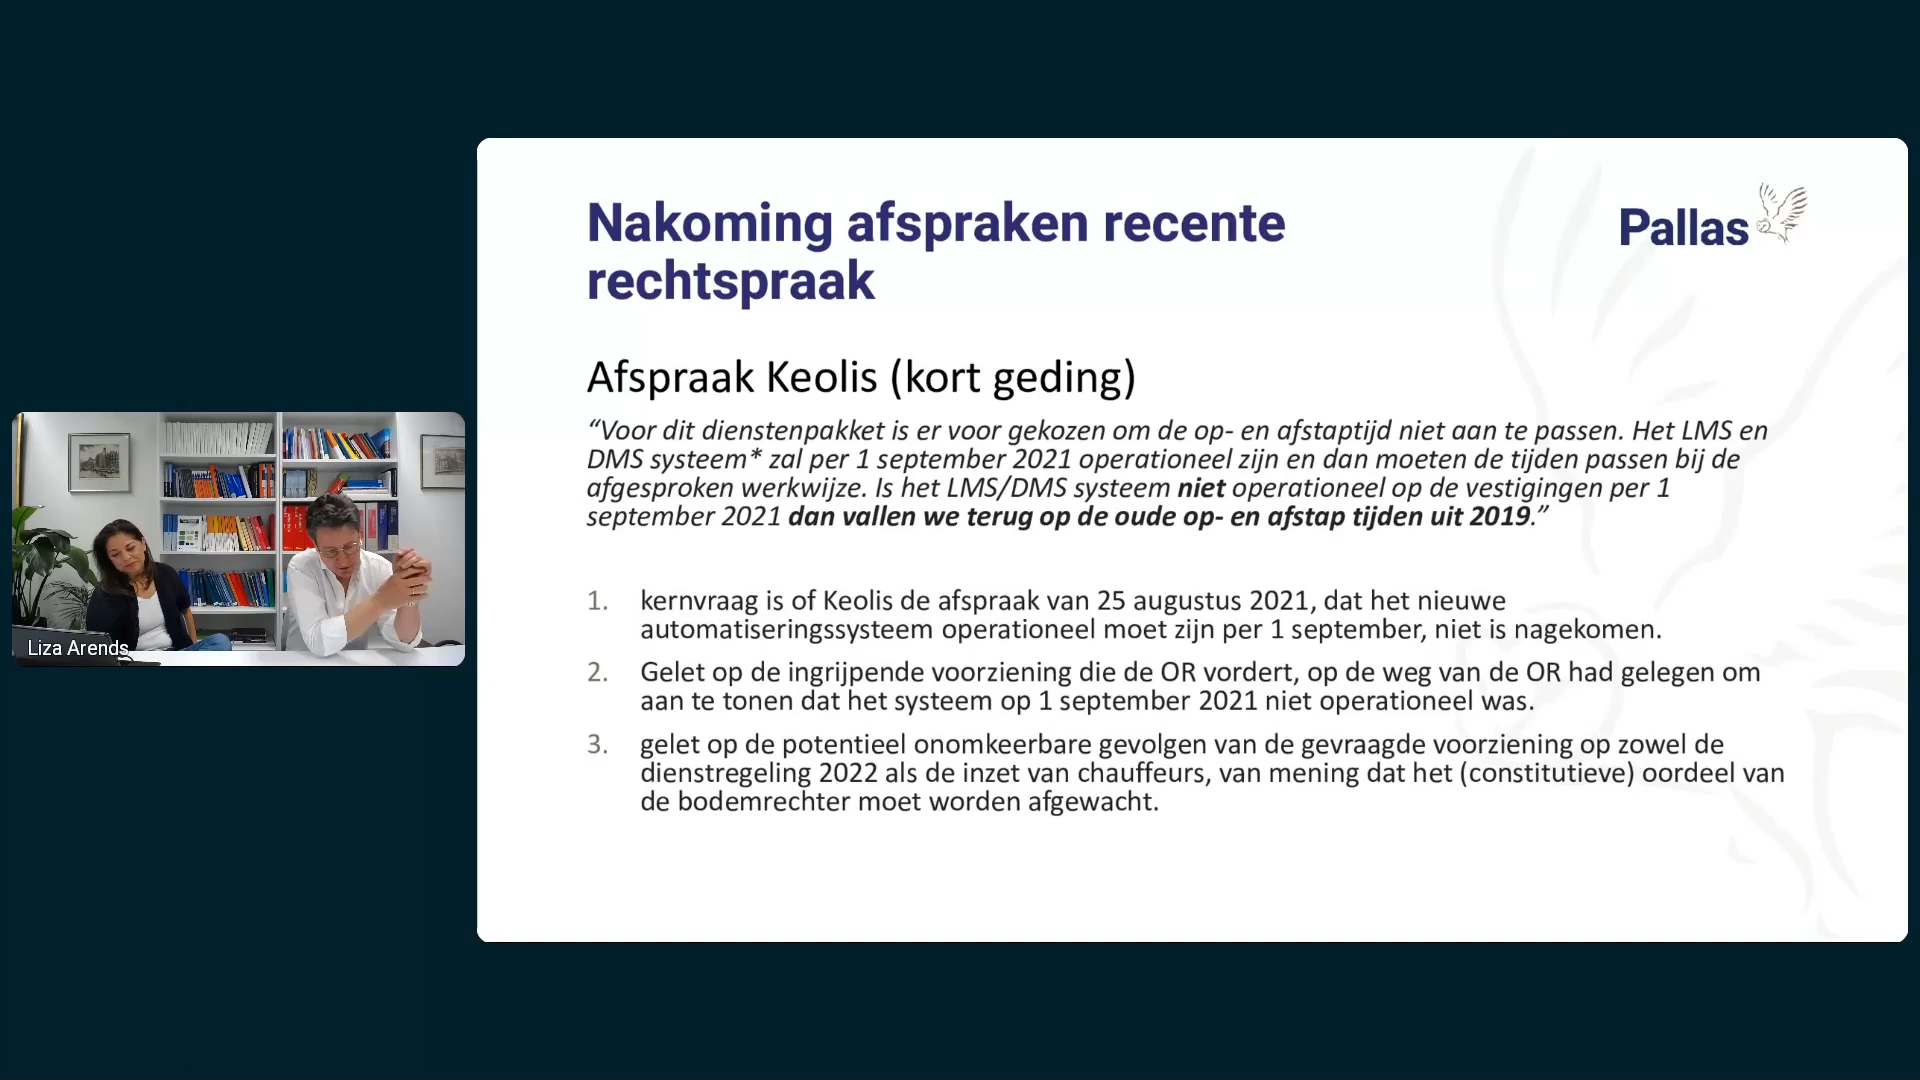 Nakoming afspraken recente
rechtspraak
Pallas
Afspraak Keolis (kort geding)
“Voor dit dienstenpakket is er voor gekozen om de op- en afstaptijd niet aan te passen. Het LMS en
DMS systeem* zal per 1 september 2021 operationeel zijn en dan moeten de tijden passen bij de
afgesproken werkwijze. Is het LMS/DMS systeem niet operationeel op de vestigingen per 1
september 2021 dan vallen we terug op de oude op- en afstap tijden uit 2019.”
1. kernvraag is of Keolis de afspraak van 25 augustus 2021, dat het nieuwe
automatiseringssysteem operationeel moet zijn per 1 september, niet is nagekomen.
2. Gelet op de ingrijpende voorziening die de OR vordert, op de weg van de OR had gelegen om
aan te tonen dat het systeem op 1 september 2021 niet operationeel was.
3. gelet op de potentieel onomkeerbare gevolgen van de gevraagde voorziening op zowel de
dienstregeling 2022 als de inzet van chauffeurs, van mening dat het (constitutieve) oordeel van
de bodemrechter moet worden afgewacht.
Liza Arends